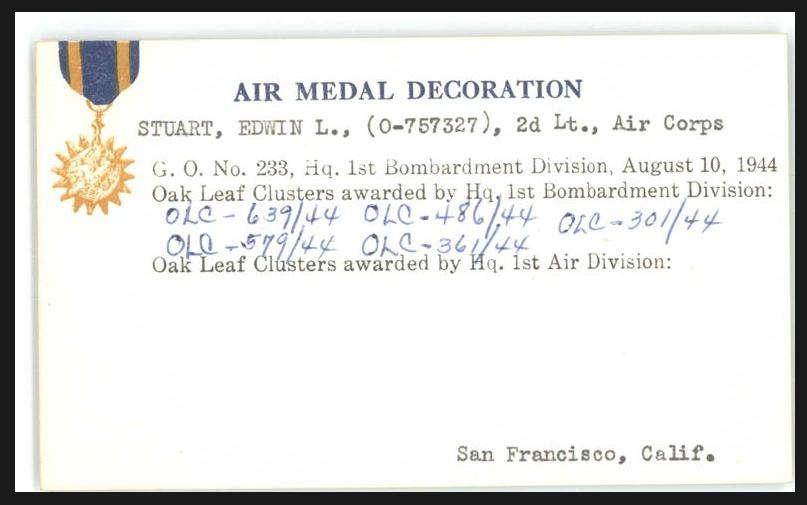 AIR MEDAL DECORATION
STUART, EDWIN L., (O-757327), 2d Lt., Air Corps
G. O. No. 233, Hq. 1st Bombardment Division, August 10, 1944
Oak Leaf Clusters awarded by Hq. 1st Bombardment Division:
OLC - 639/44 OLC - 486/44 OLC - 301/44
OLC - 579/44 OLC - 361/44
Oak Leaf Clusters awarded by Hq. 1st Air Division:
San Francisco, Calif.